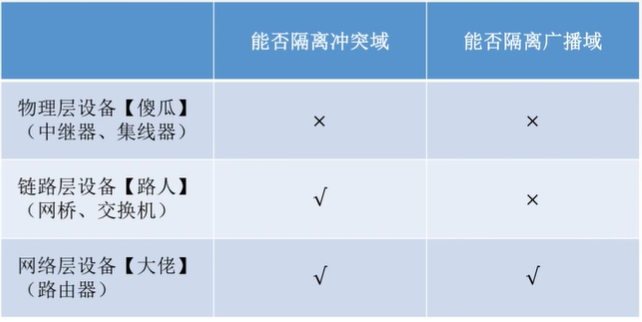 能否隔离冲突域
能否隔离广播域
物理层设备【傻瓜】
（中继器、集线器）
×
×
链路层设备【路人】
（网桥、交换机）
√
×
网络层设备【大佬】
（路由器）
√
√